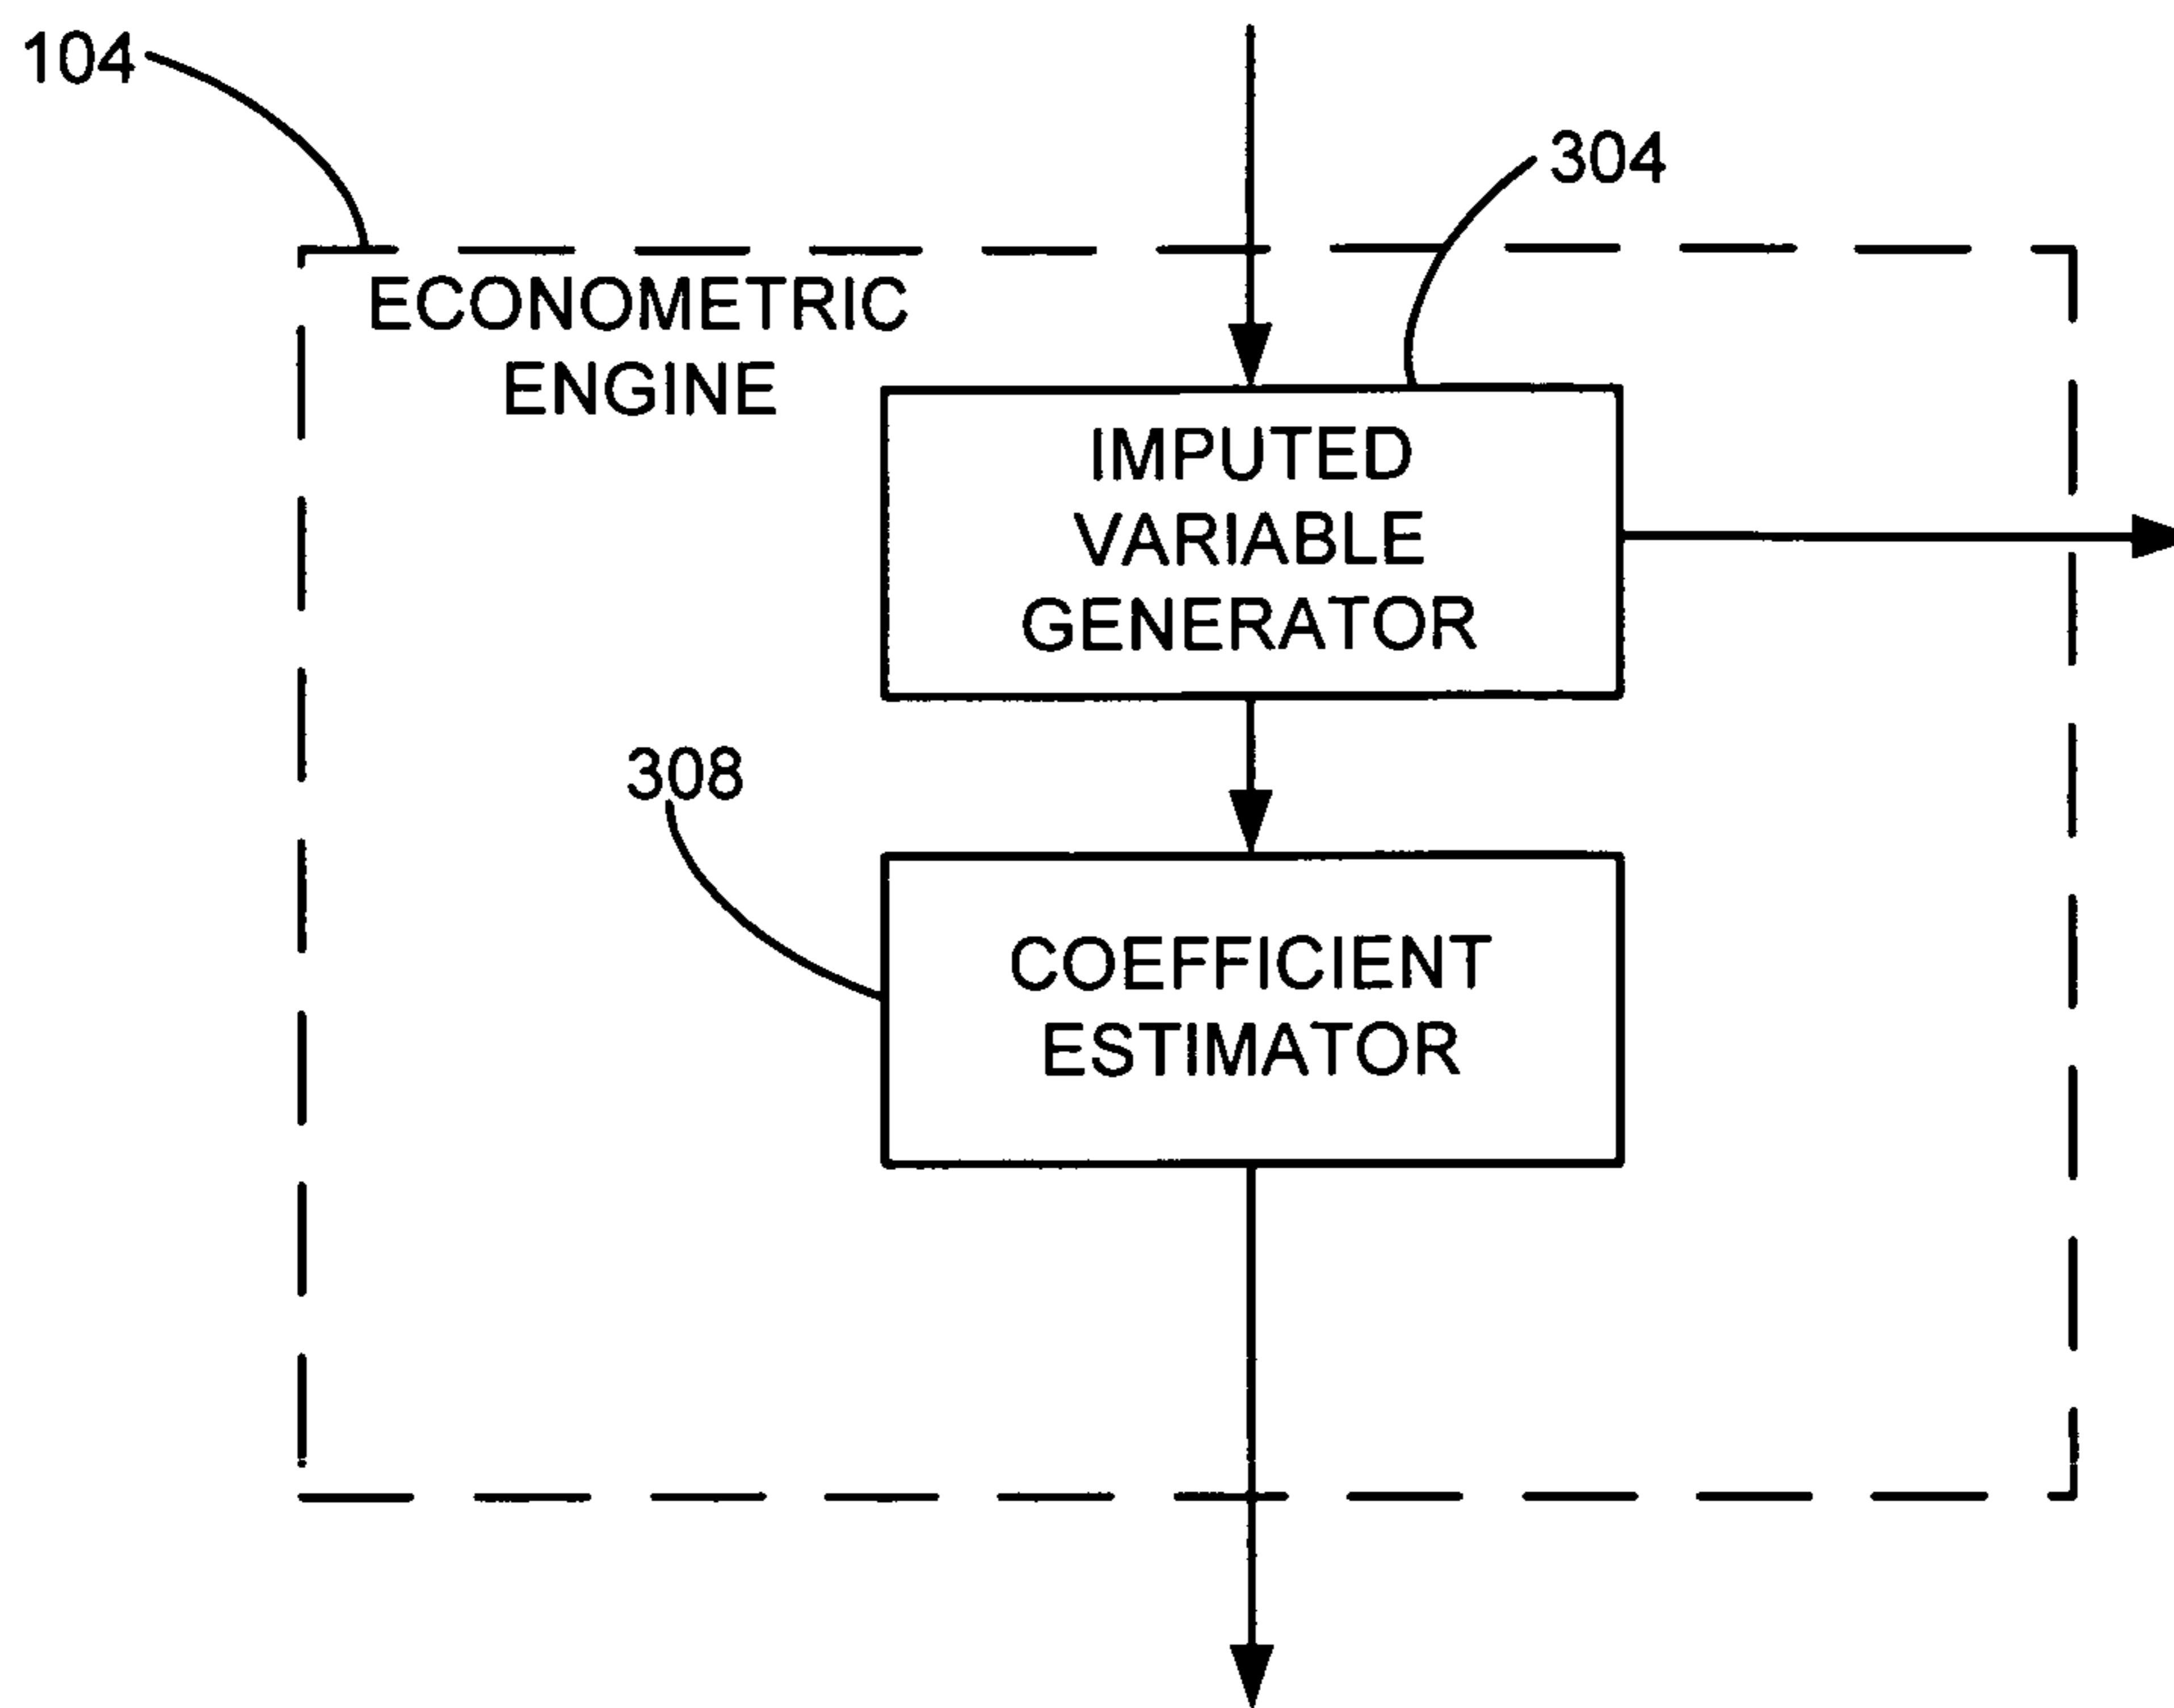 104
304
ECONOMETRIC
ENGINE
IMPUTED
VARIABLE
GENERATOR
308
COEFFICIENT
ESTIMATOR